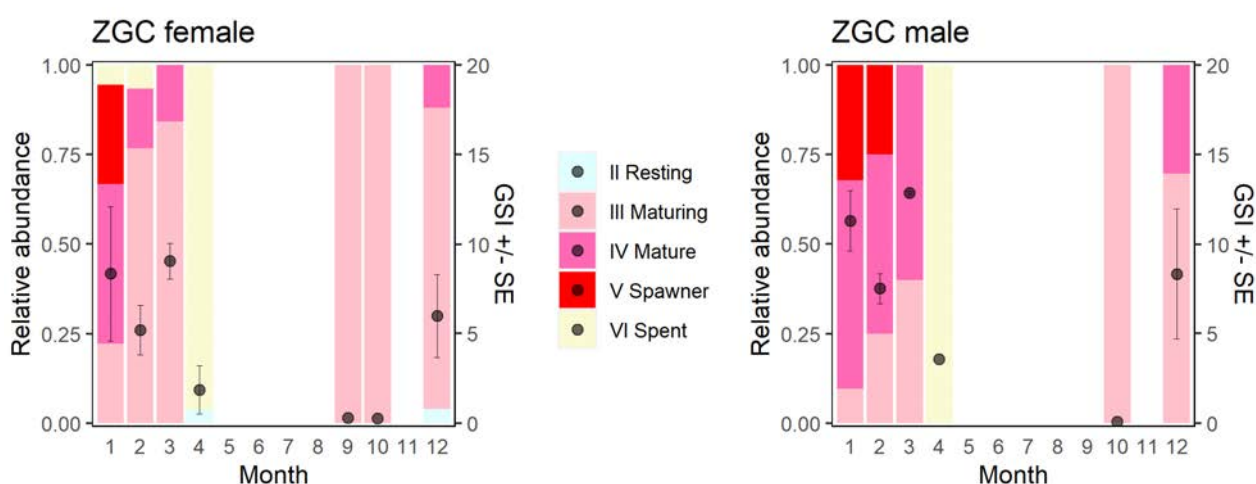 ZGC female
Relative abundance
1.00
0.75
0.50
0.25
0.00
20
15
10
5
0
GSI +/- SE
1 2 3 4 5 6 7 8 9 10 11 12
Month
II Resting
III Maturing
IV Mature
V Spawner
VI Spent
ZGC male
Relative abundance
1.00
0.75
0.50
0.25
0.00
20
15
10
5
0
GSI +/- SE
1 2 3 4 5 6 7 8 9 10 11 12
Month